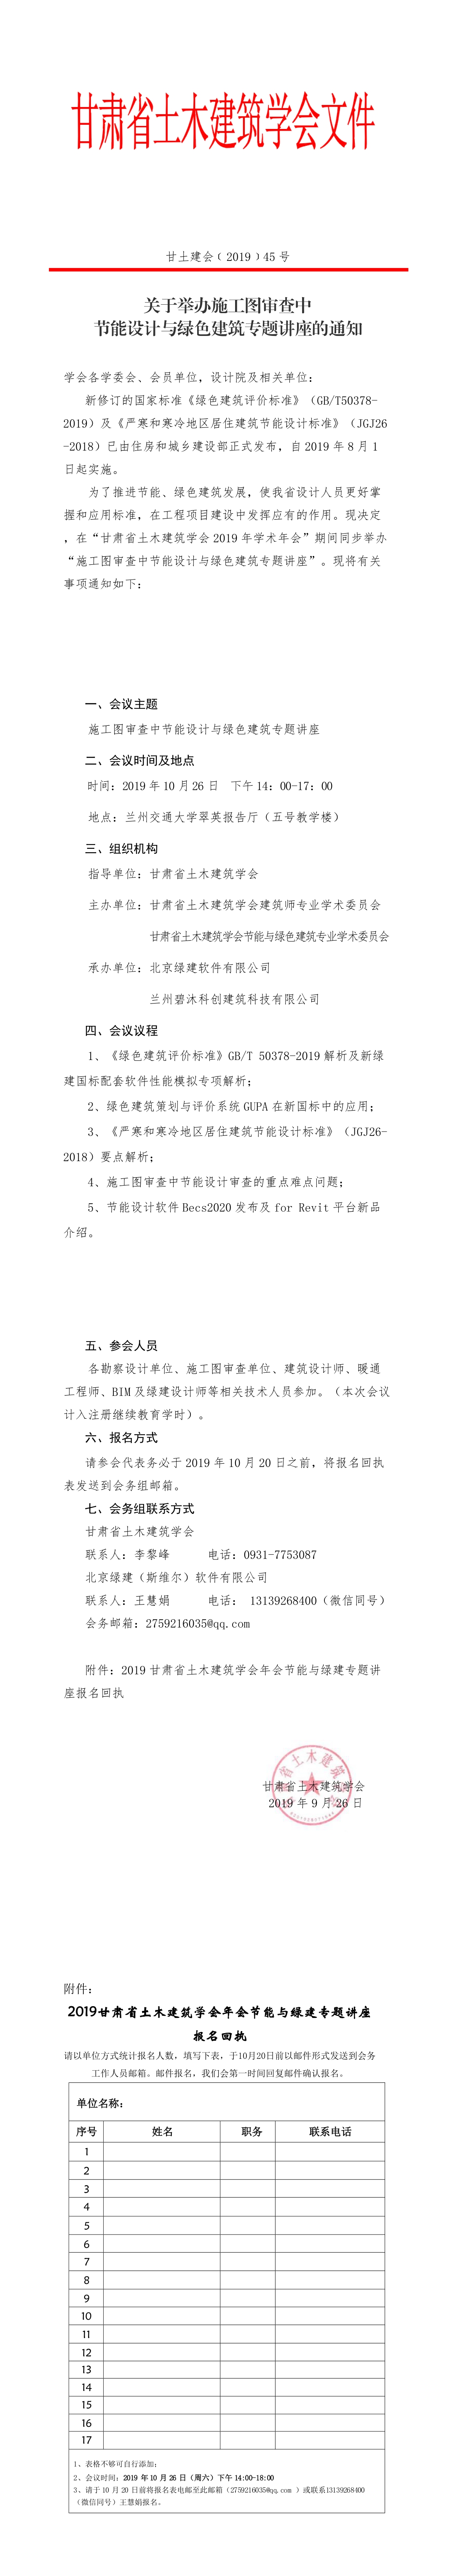 甘肃省土木建筑学会文件
甘土建会﹝2019﹞45 号
关于举办施工图审查中
节能设计与绿色建筑专题讲座的通知
学会各学委会、会员单位，设计院及相关单位：
新修订的国家标准《绿色建筑评价标准》（GB/T50378-
2019）及《严寒和寒冷地区居住建筑节能设计标准》（JGJ26
-2018）已由住房和城乡建设部正式发布，自 2019 年 8 月 1
日起实施。
为了推进节能、绿色建筑发展，使我省设计人员更好掌
握和应用标准，在工程项目建设中发挥应有的作用。现决定
，在“甘肃省土木建筑学会 2019 年学术年会”期间同步举办
“施工图审查中节能设计与绿色建筑专题讲座”。现将有关
事项通知如下：
一、会议主题
施工图审查中节能设计与绿色建筑专题讲座
二、会议时间及地点
时间：2019 年 10 月 26 日 下午 14：00-17：00
地点：兰州交通大学翠英报告厅（五号教学楼）
三、组织机构
指导单位：甘肃省土木建筑学会
主办单位：甘肃省土木建筑学会建筑师专业学术委员会
甘肃省土木建筑学会节能与绿色建筑专业学术委员会
承办单位：北京绿建软件有限公司
兰州碧沐科创建筑科技有限公司
四、会议议程
1、《绿色建筑评价标准》GB/T 50378-2019 解析及新绿
建国标配套软件性能模拟专项解析；
2、绿色建筑策划与评价系统 GUPA 在新国标中的应用；
3、《严寒和寒冷地区居住建筑节能设计标准》（JGJ26-
2018）要点解析；
4、施工图审查中节能设计审查的重点难点问题；
5、节能设计软件 Becs2020 发布及 for Revit 平台新品
介绍。
五、参会人员
各勘察设计单位、施工图审查单位、建筑设计师、暖通
工程师、BIM 及绿建设计师等相关技术人员参加。（本次会议
计入注册继续教育学时）。
六、报名方式
请参会代表务必于 2019 年 10 月 20 日之前，将报名回执
表发送到会务组邮箱。
七、会务组联系方式
甘肃省土木建筑学会
联系人：李黎峰 电话：0931-7753087
北京绿建（斯维尔）软件有限公司
联系人：王慧娟 电话： 13139268400（微信同号）
会务邮箱：2759216035@qq.com
附件：2019 甘肃省土木建筑学会年会节能与绿建专题讲
座报名回执
甘肃省土木建筑学会
2019 年 9 月 26 日
附件：
2019甘肃省土木建筑学会年会节能与绿建专题讲座
报名回执
请以单位方式统计报名人数，填写下表，于10月20日前以邮件形式发送到会务
工作人员邮箱。邮件报名，我们会第一时间回复邮件确认报名。
单位名称：
序号 姓名 职务 联系电话
1
2
3
4
5
6
7
8
9
10
11
12
13
14
15
16
17
1、表格不够可自行添加；
2、会议时间：2019 年 10 月 26 日（周六）下午 14:00-18:00
3、请于 10 月 20 日前将报名表电邮至此邮箱（2759216035@qq.com ）或联系13139268400
（微信同号）王慧娟报名。